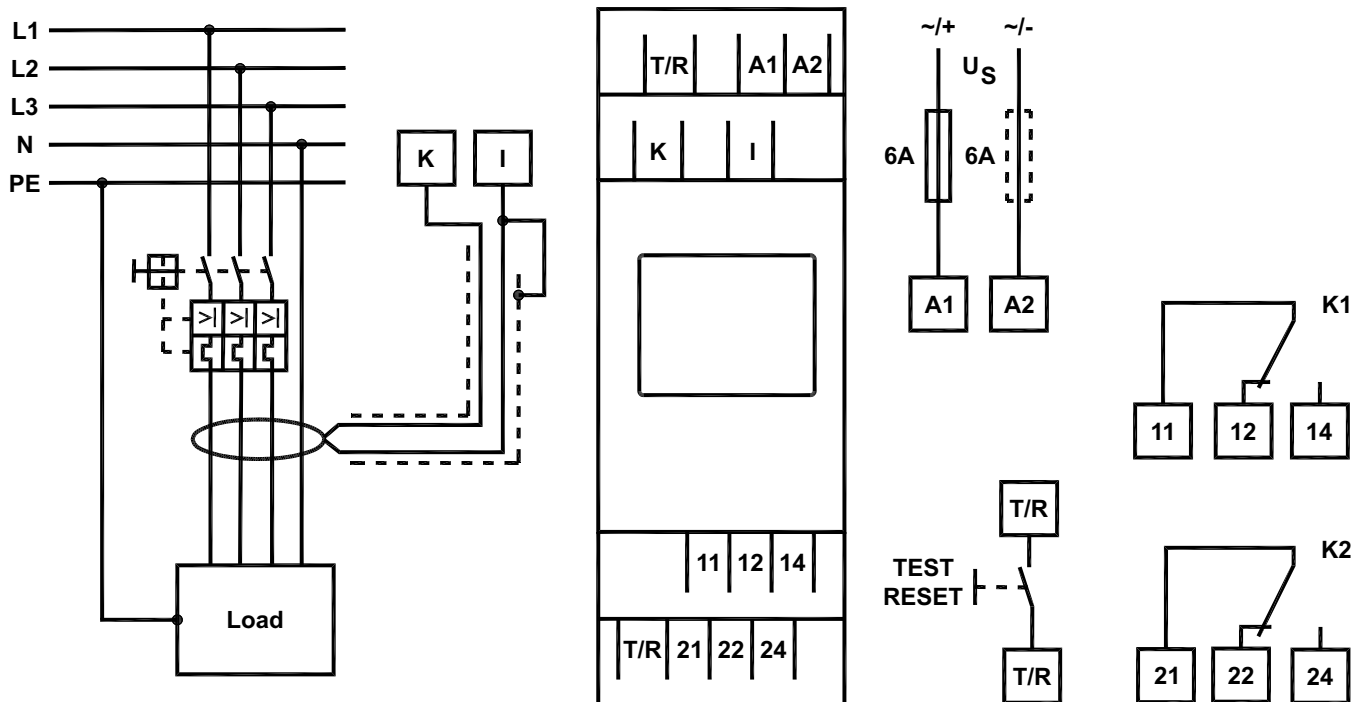 L1
L2
L3
N
PE
K I
>I >I >I
Load
T/R A1 A2
K I
11 12 14
T/R 21 22 24
~/+ ~/-
US
6A 6A
A1 A2
K1
11 12 14
T/R
TEST
RESET
T/R
K2
21 22 24